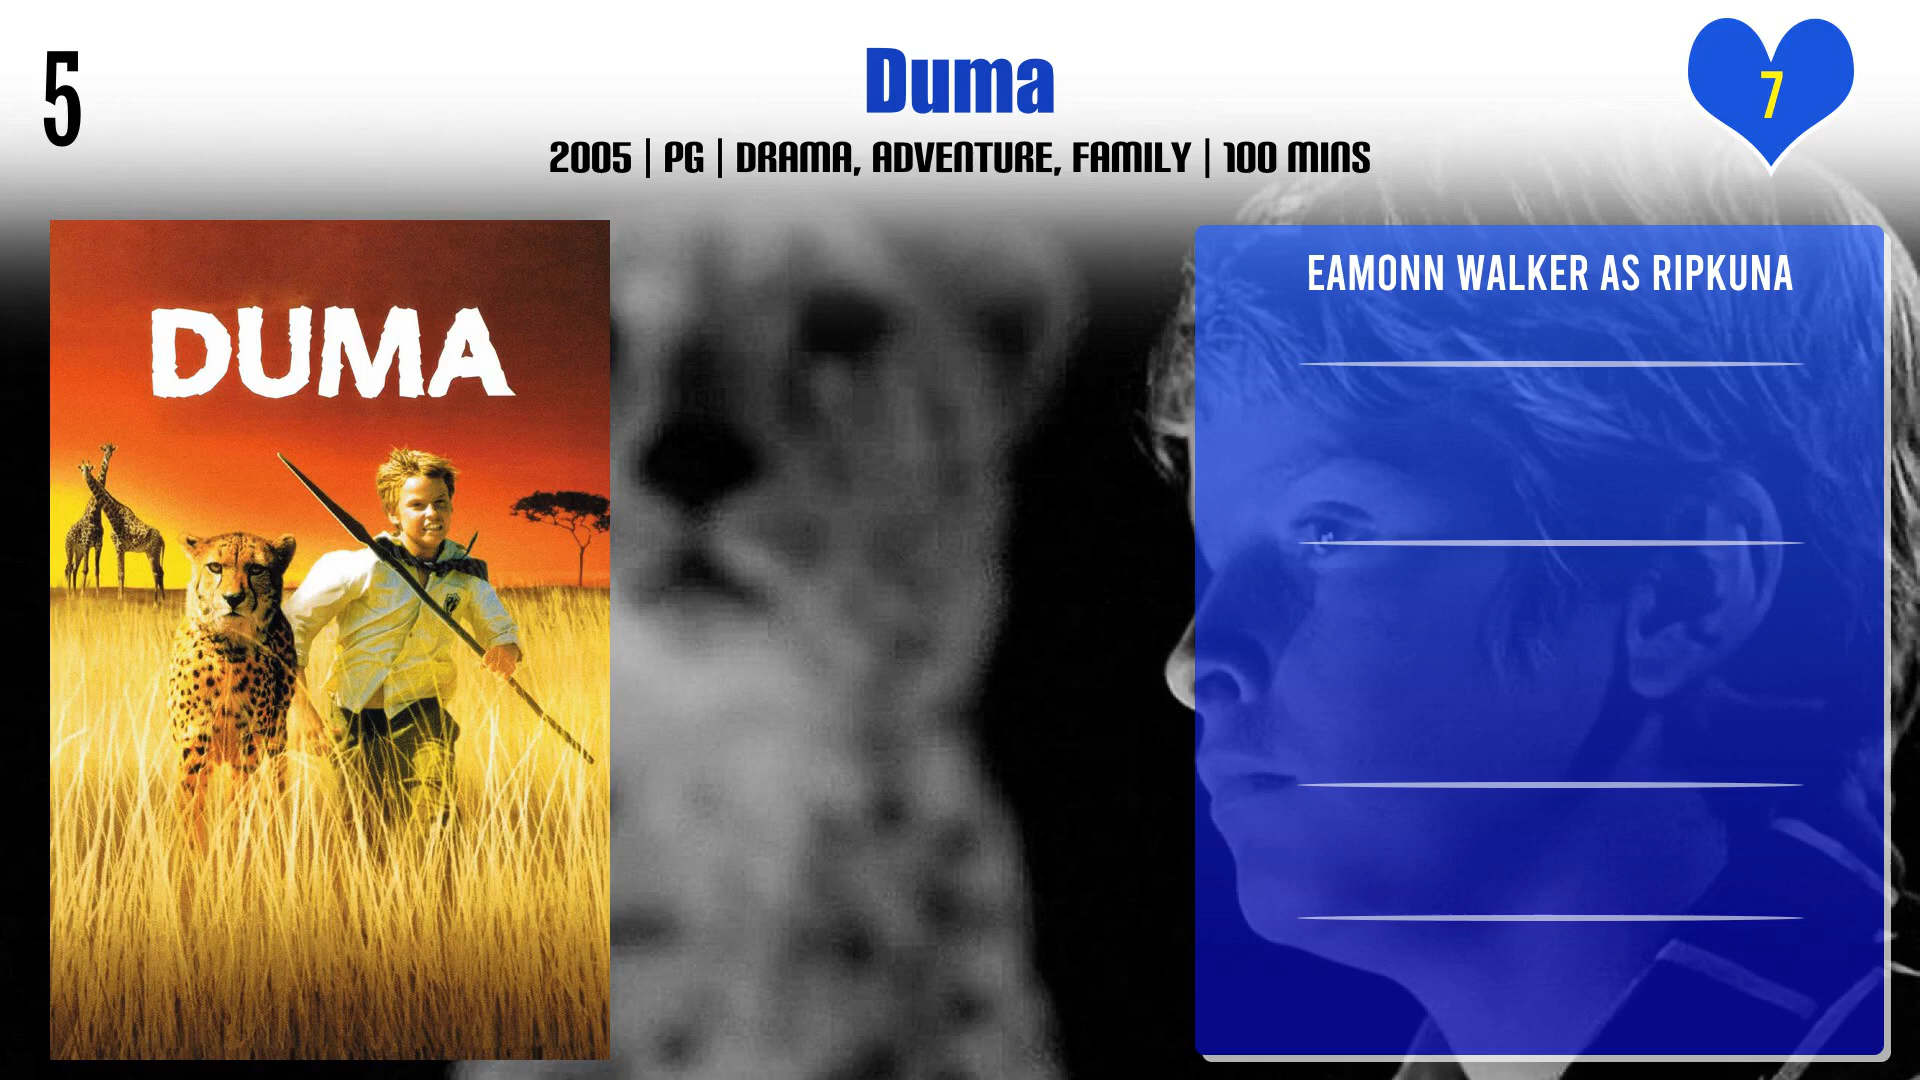 5
Duma
7
2005 | PG | DRAMA, ADVENTURE, FAMILY | 100 MINS
DUMA
EAMONN WALKER AS RIPKUNA